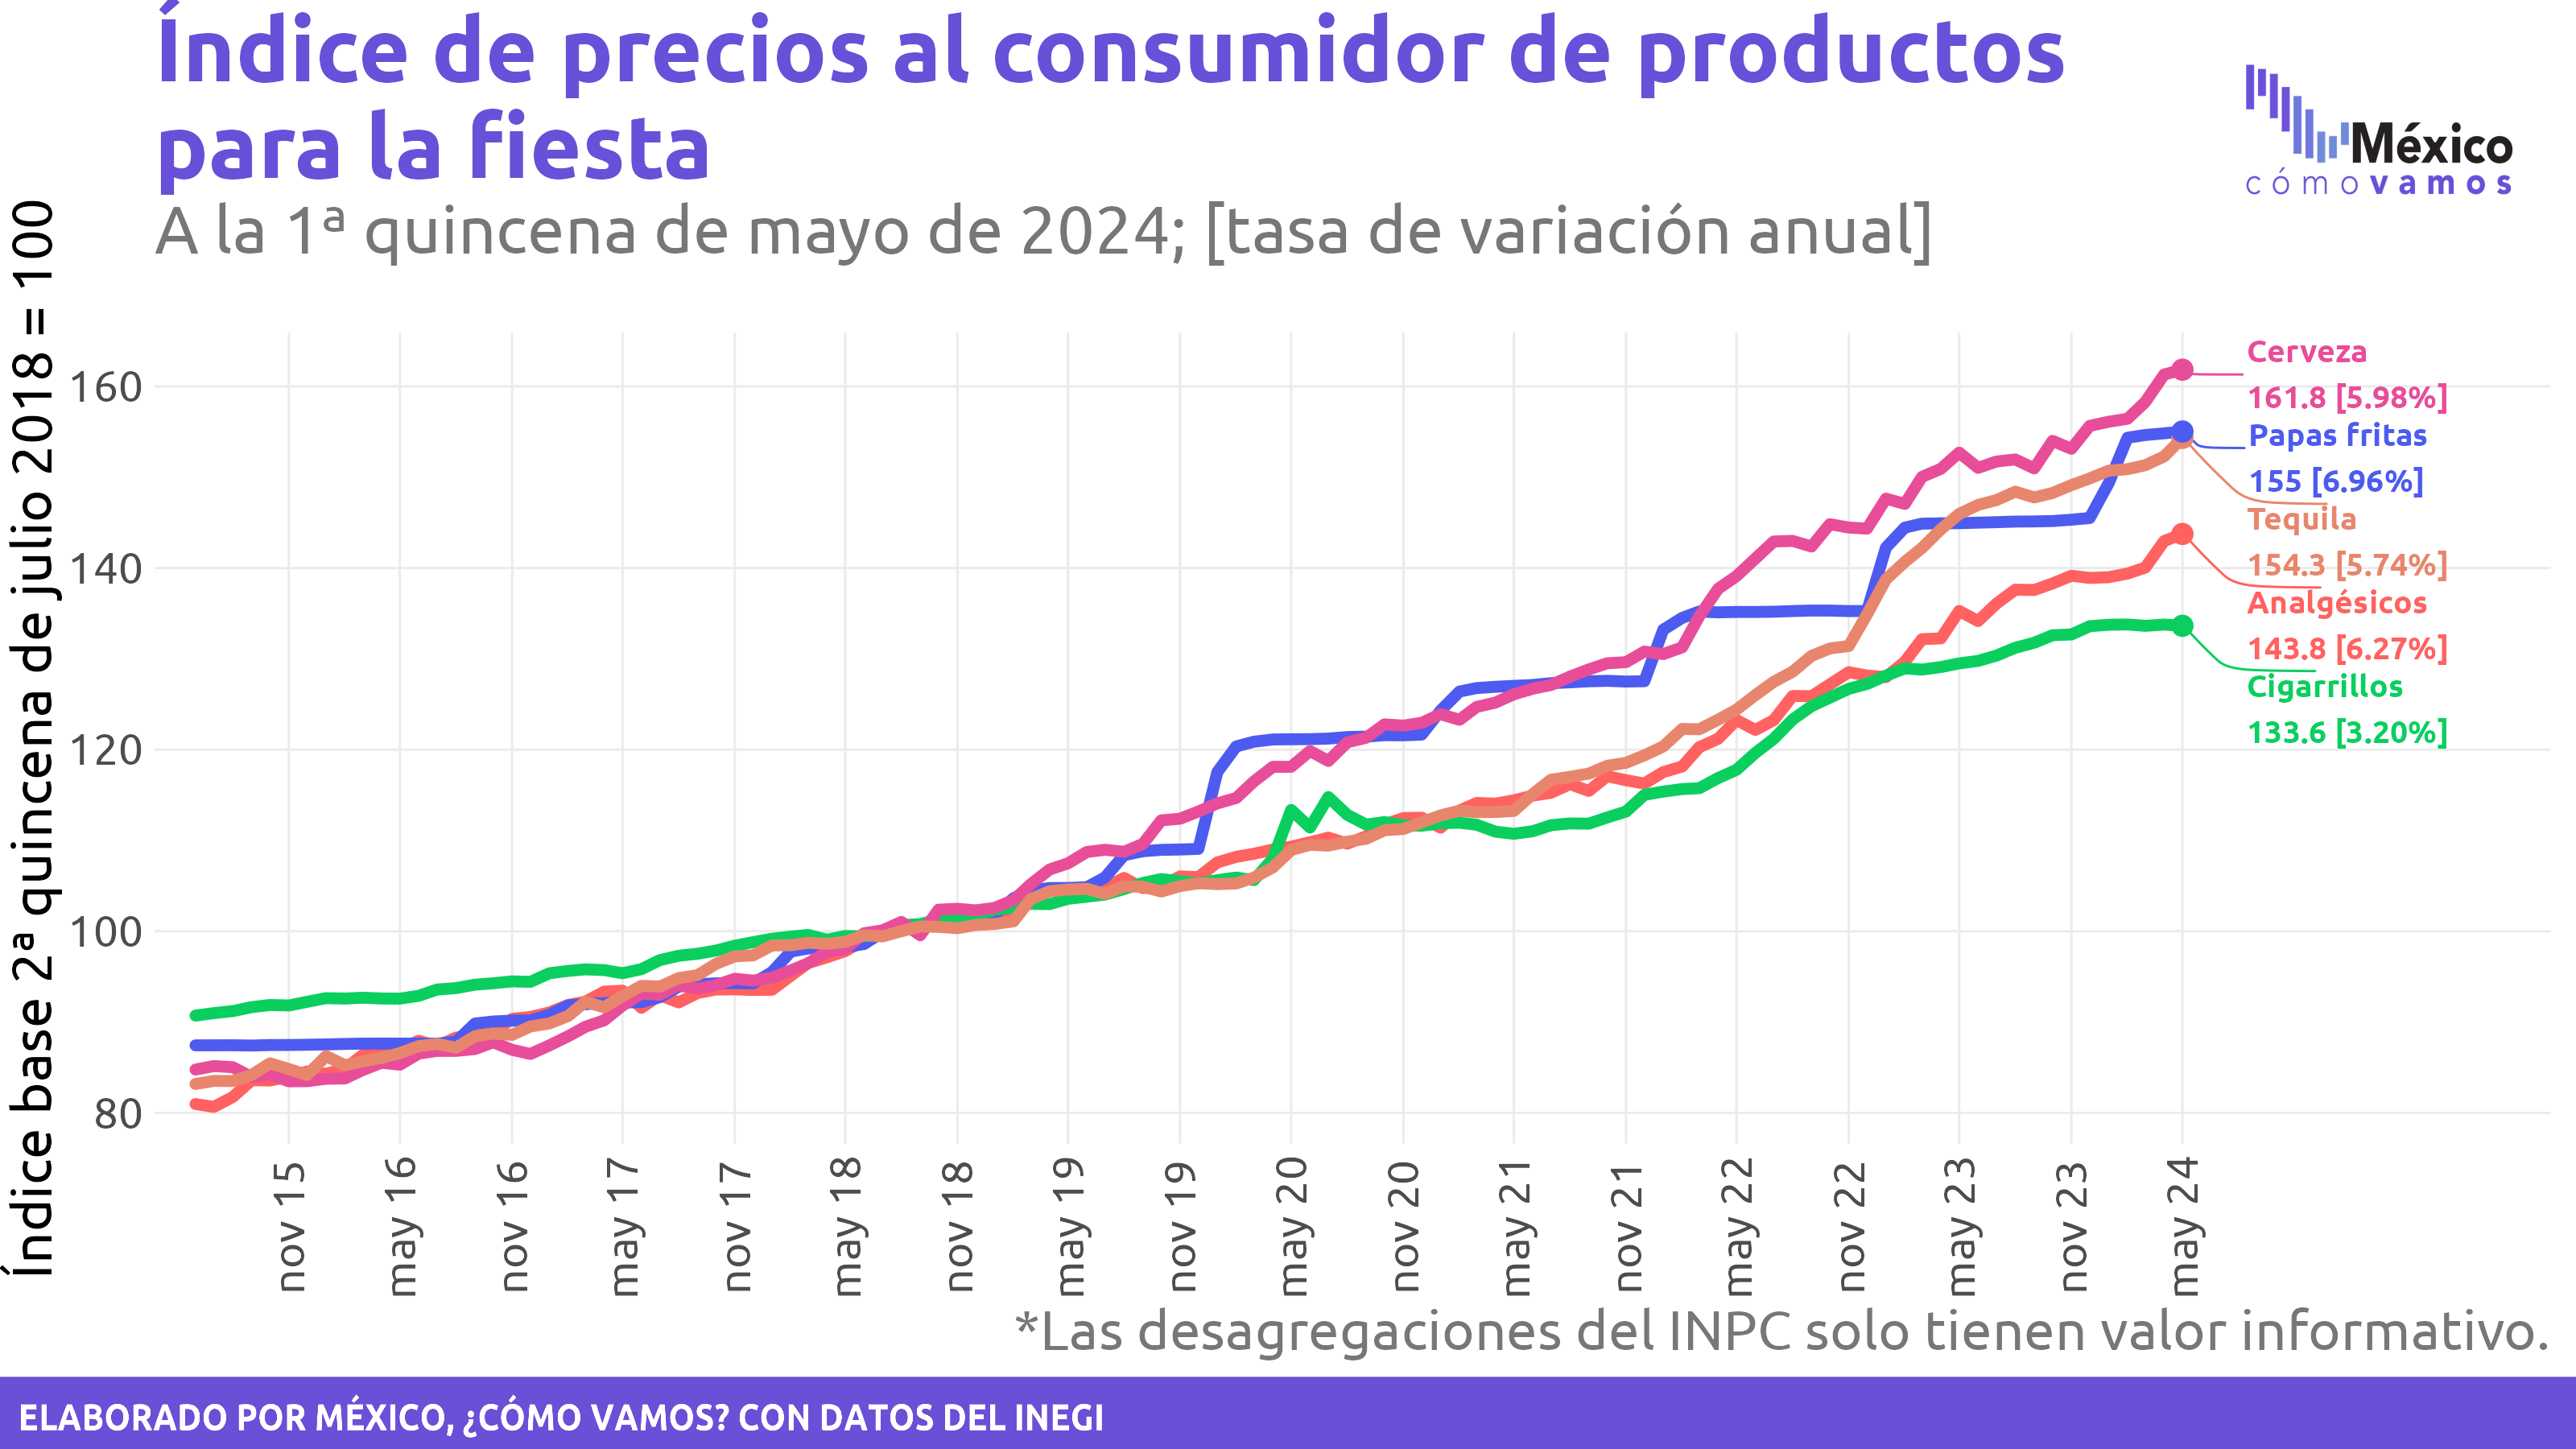 Índice de precios al consumidor de productos
para la fiesta
A la 1ª quincena de mayo de 2024; [tasa de variación anual]
México
cómo vamos
Índice base 2ª quincena de julio 2018 = 100
160
140
120
100
80
Cerveza
161.8 [5.98%]
Papas fritas
155 [6.96%]
Tequila
154.3 [5.74%]
Analgésicos
143.8 [6.27%]
Cigarrillos
133.6 [3.20%]
nov 15
may 16
nov 16
may 17
nov 17
may 18
nov 18
may 19
nov 19
may 20
nov 20
may 21
nov 21
may 22
nov 22
may 23
nov 23
may 24
*Las desagregaciones del INPC solo tienen valor informativo.
ELABORADO POR MÉXICO, ¿CÓMO VAMOS? CON DATOS DEL INEGI